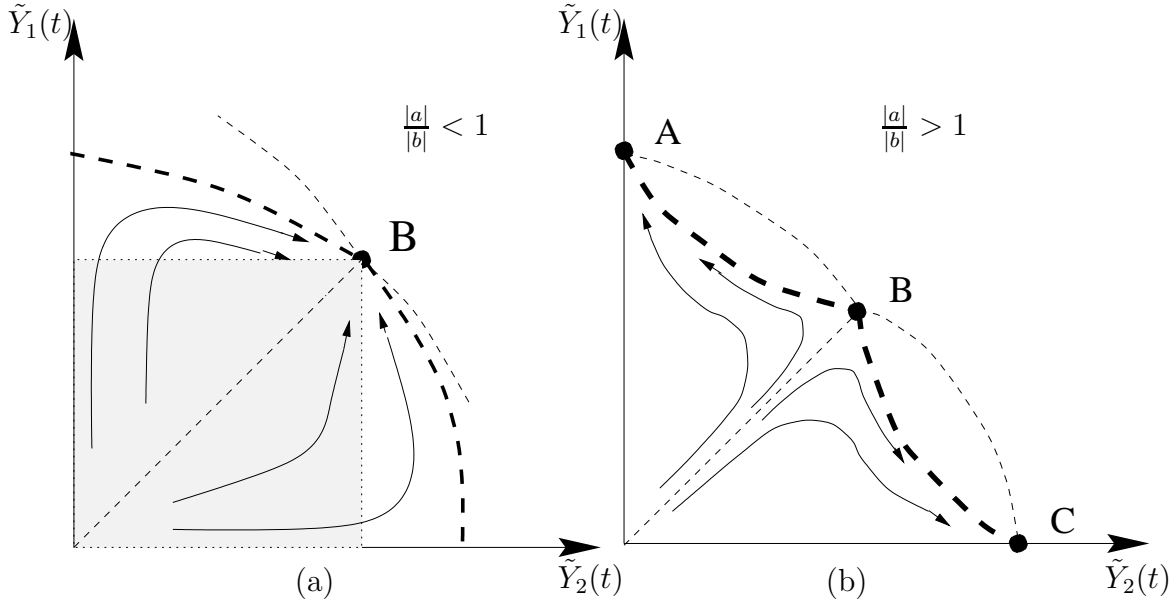 Ỹ₁(t)
|a|/|b| < 1
B
Ỹ₂(t)
(a)
Ỹ₁(t)
|a|/|b| > 1
A
B
C
Ỹ₂(t)
(b)